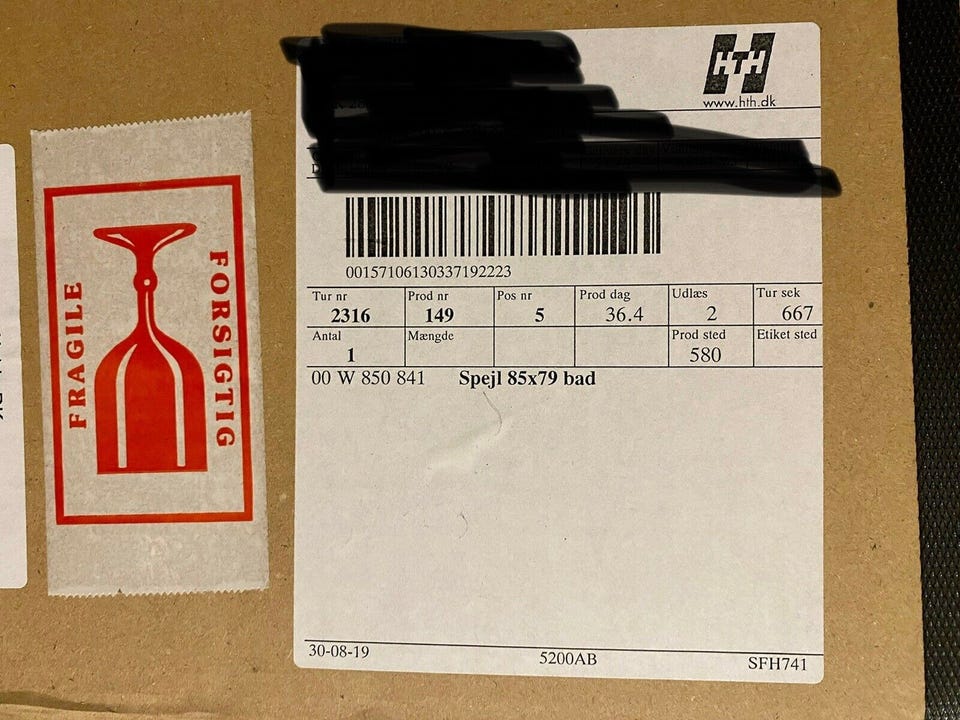 FRAGILE
FORSIGTIG
HTH
www.hth.dk
00157106130337192223
Tur nr Prod nr Pos nr Prod dag Udlæs Tur sek
2316 149 5 36.4 2 667
Antal Mængde Prod sted Etiket sted
1 580
00 W 850 841 Spejl 85x79 bad
30-08-19 5200AB SFH741